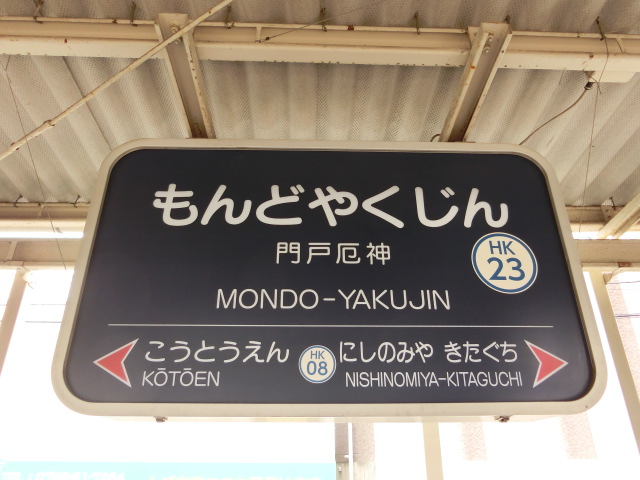 もんどやくじん
門戸厄神
HK
23
MONDO-YAKUJIN
こうとうえん
KŌTŌEN
HK
08
にしのみや きたぐち
NISHINOMIYA-KITAGUCHI